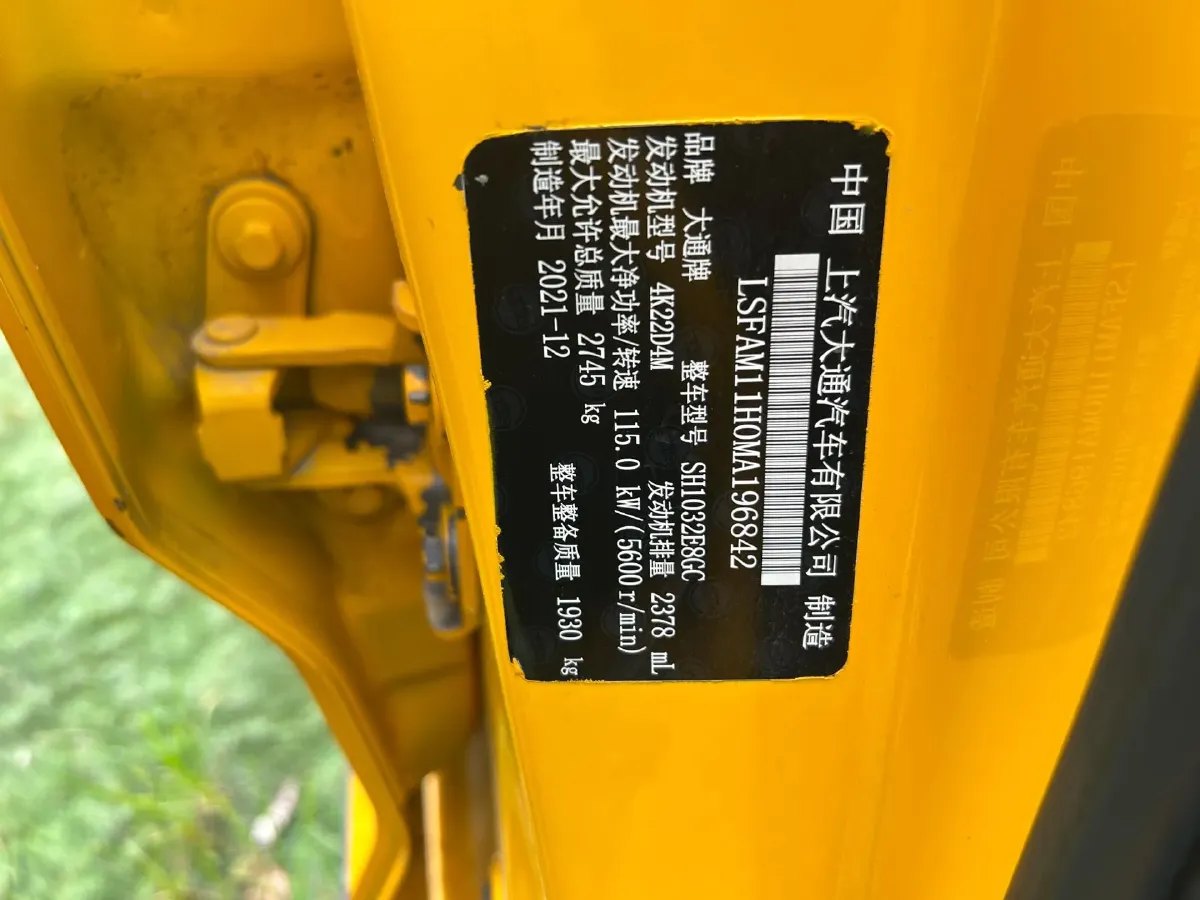 中国 上汽大通汽车有限公司 制造
LSFAM11H0MA196842
品牌 大通牌 整车型号 SH1032E8GC
发动机型号 4K22D4M 发动机排量 2378 mL
发动机最大净功率/转速 115.0 kW/(5600r/min)
最大允许总质量 2745 kg 整车整备质量 1930 kg
制造年月 2021-12